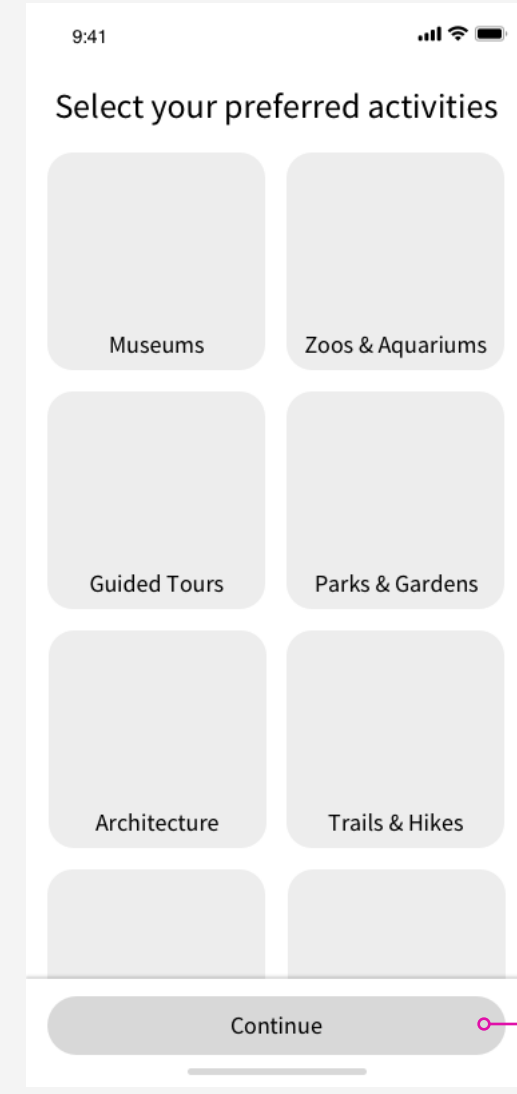 9:41
Select your preferred activities
Museums
Zoos & Aquariums
Guided Tours
Parks & Gardens
Architecture
Trails & Hikes
Continue